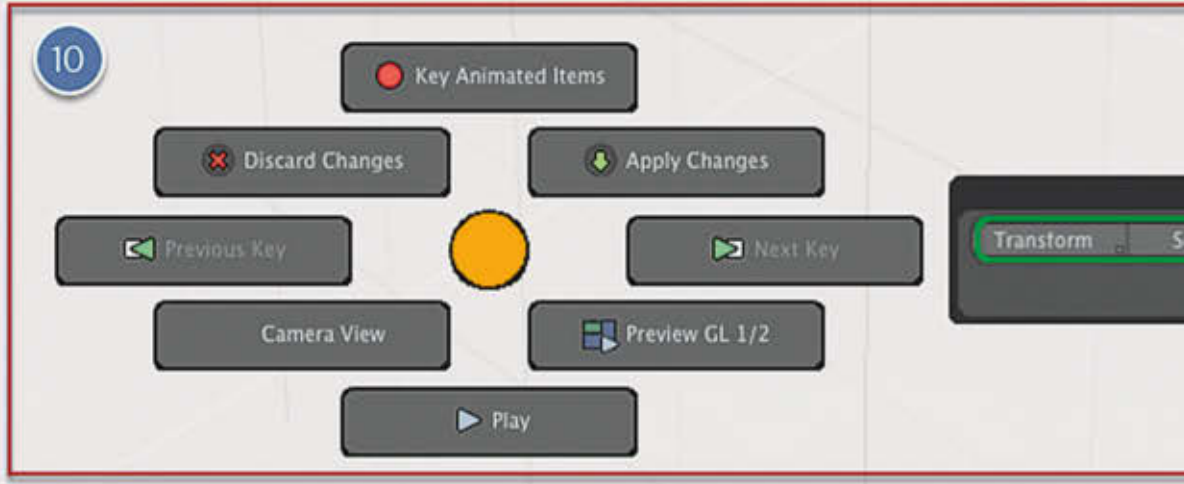 10
Key Animated Items
Discard Changes
Apply Changes
Previous Key
Next Key
Transform
S
Camera View
Preview GL 1/2
Play